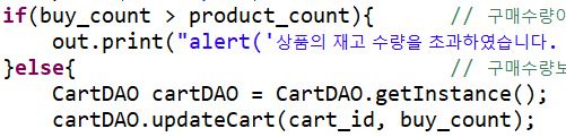 if(buy_count > product_count){ // 구매수량이
out.print("alert('상품의 재고 수량을 초과하였습니다.
}else{ // 구매수량보
CartDAO cartDAO = CartDAO.getInstance();
cartDAO.updateCart(cart_id, buy_count);